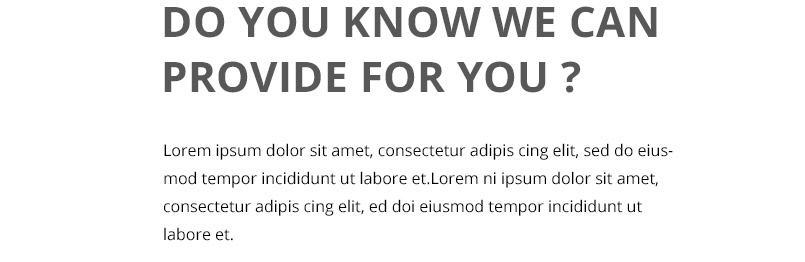 DO YOU KNOW WE CAN
PROVIDE FOR YOU ?
Lorem ipsum dolor sit amet, consectetur adipis cing elit, sed do eius-
mod tempor incididunt ut labore et.Lorem ni ipsum dolor sit amet,
consectetur adipis cing elit, ed doi eiusmod tempor incididunt ut
labore et.